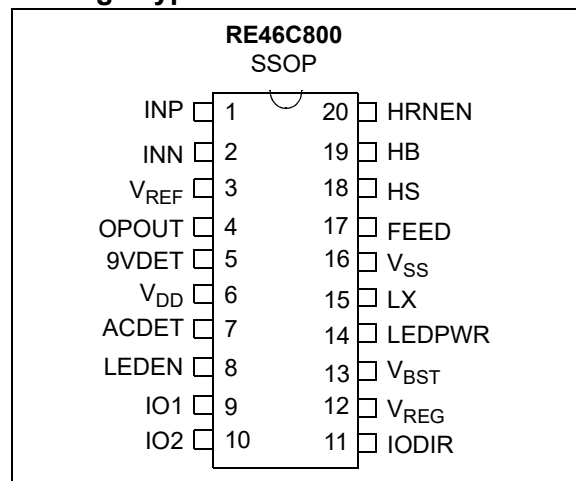 RE46C800
SSOP
INP 1 20 HRNEN
INN 2 19 HB
VREF 3 18 HS
OPOUT 4 17 FEED
9VDET 5 16 VSS
VDD 6 15 LX
ACDET 7 14 LEDPWR
LEDEN 8 13 VBST
IO1 9 12 VREG
IO2 10 11 IODIR